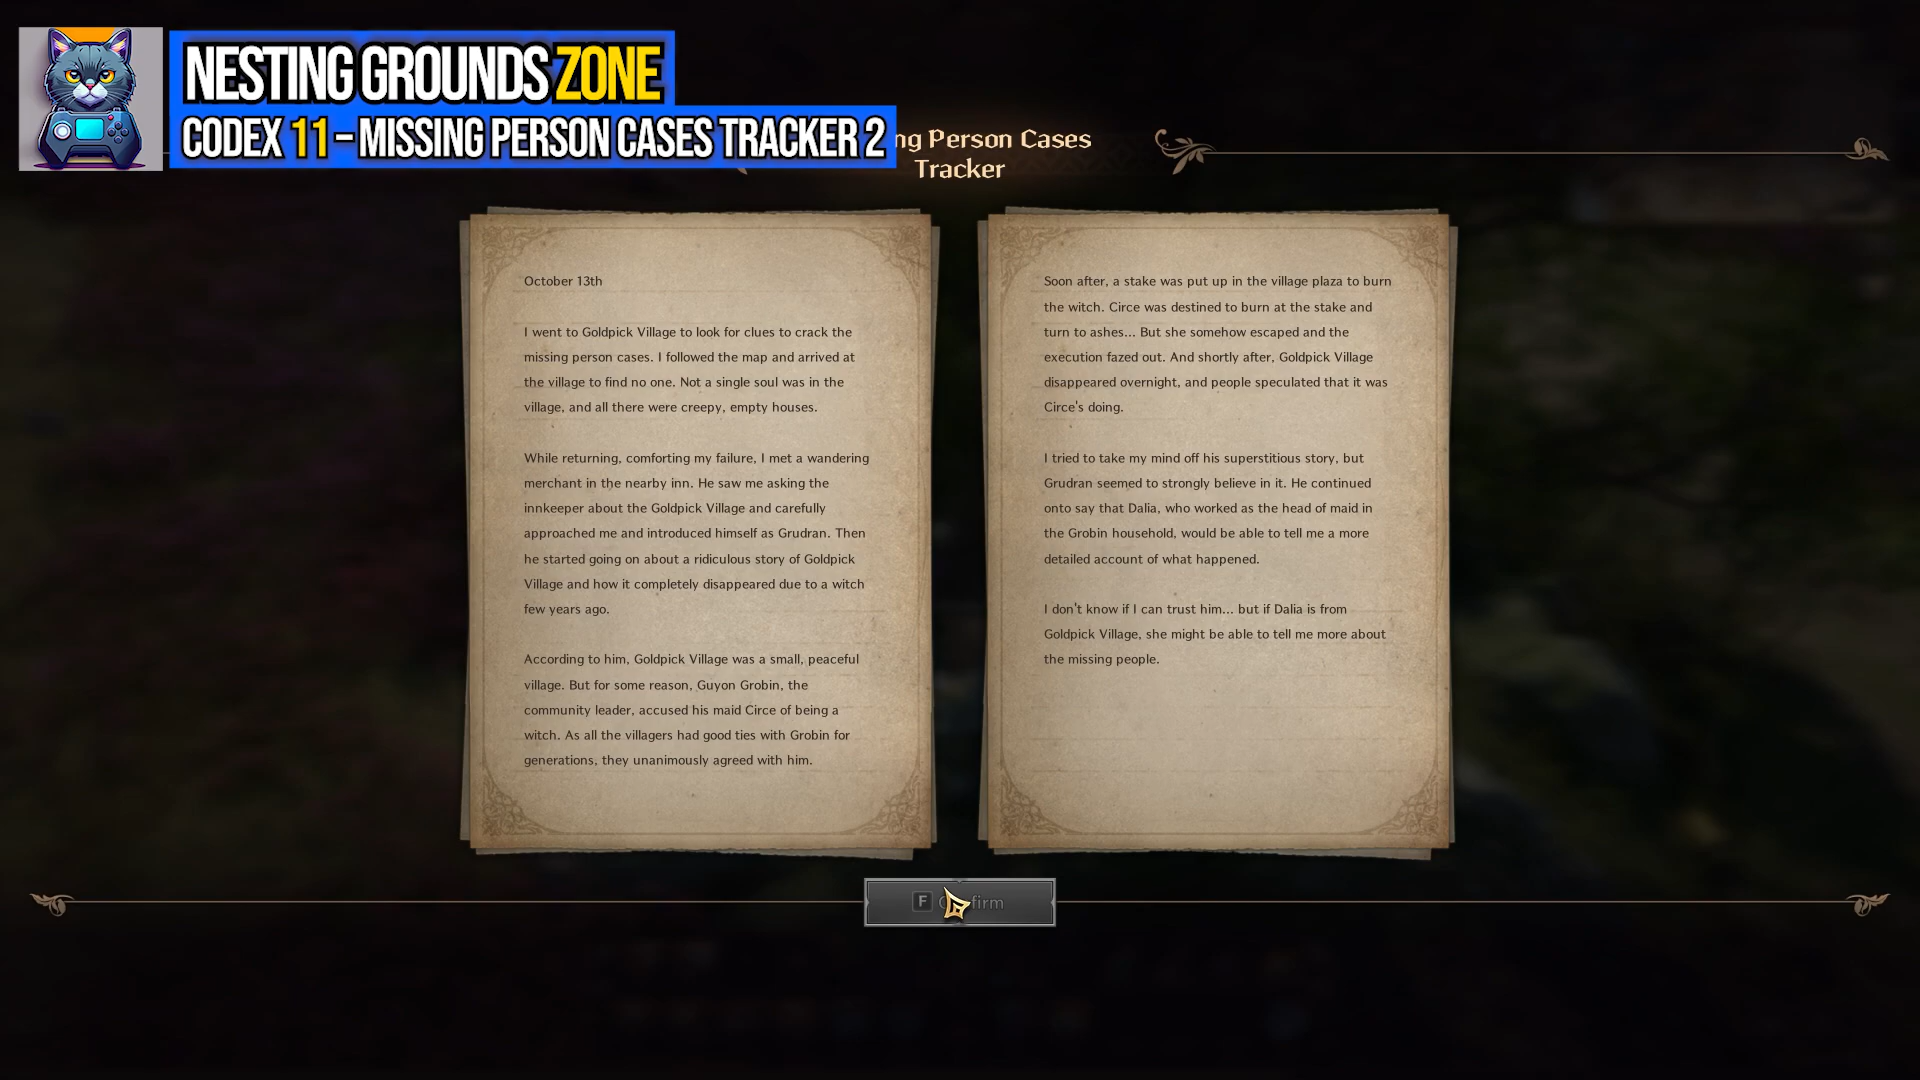 NESTING GROUNDS ZONE
CODEX 11 – MISSING PERSON CASES TRACKER 2
Person Cases
Tracker
October 13th
I went to Goldpick Village to look for clues to crack the
missing person cases. I followed the map and arrived at
the village to find no one. Not a single soul was in the
village, and all there were creepy, empty houses.
While returning, comforting my failure, I met a wandering
merchant in the nearby inn. He saw me asking the
innkeeper about the Goldpick Village and carefully
approached me and introduced himself as Grudran. Then
he started going on about a ridiculous story of Goldpick
Village and how it completely disappeared due to a witch
few years ago.
According to him, Goldpick Village was a small, peaceful
village. But for some reason, Guyon Grobin, the
community leader, accused his maid Circe of being a
witch. As all the villagers had good ties with Grobin for
generations, they unanimously agreed with him.
Soon after, a stake was put up in the village plaza to burn
the witch. Circe was destined to burn at the stake and
turn to ashes... But she somehow escaped and the
execution fazed out. And shortly after, Goldpick Village
disappeared overnight, and people speculated that it was
Circe's doing.
I tried to take my mind off his superstitious story, but
Grudran seemed to strongly believe in it. He continued
onto say that Dalia, who worked as the head of maid in
the Grobin household, would be able to tell me a more
detailed account of what happened.
I don't know if I can trust him... but if Dalia is from
Goldpick Village, she might be able to tell me more about
the missing people.
F